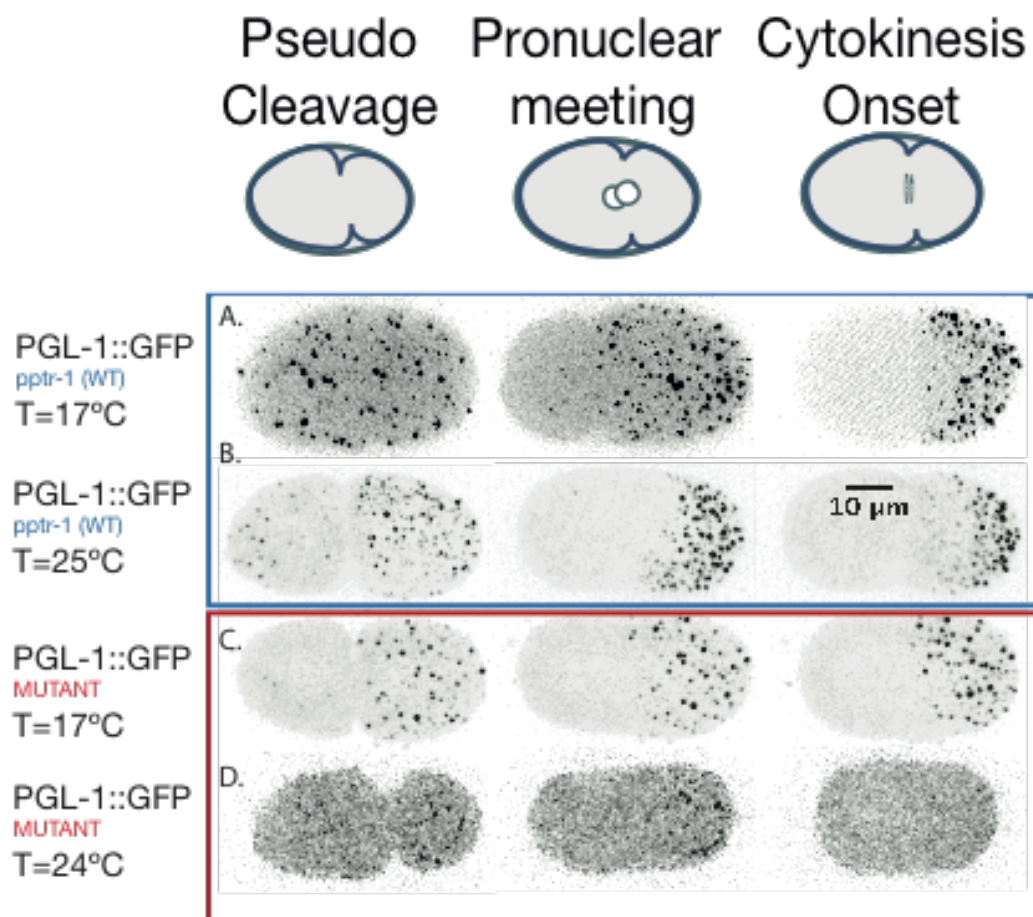 Pseudo Cleavage
Pronuclear meeting
Cytokinesis Onset
PGL-1::GFP
pptr-1 (WT)
T=17ºC
A.
PGL-1::GFP
pptr-1 (WT)
T=25ºC
B.
10 µm
PGL-1::GFP
MUTANT
T=17ºC
C.
PGL-1::GFP
MUTANT
T=24ºC
D.